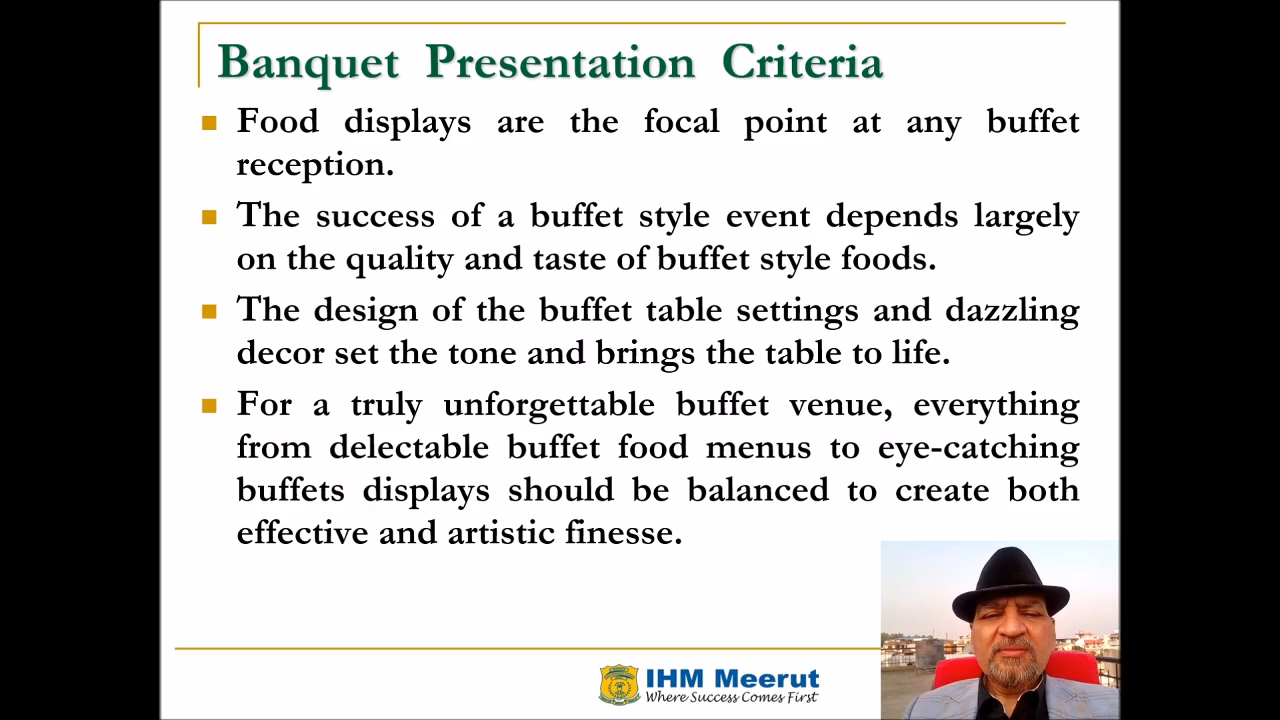 Banquet Presentation Criteria
Food displays are the focal point at any buffet
reception.
The success of a buffet style event depends largely
on the quality and taste of buffet style foods.
The design of the buffet table settings and dazzling
decor set the tone and brings the table to life.
For a truly unforgettable buffet venue, everything
from delectable buffet food menus to eye-catching
buffets displays should be balanced to create both
effective and artistic finesse.
IHM Meerut
Where Success Comes First